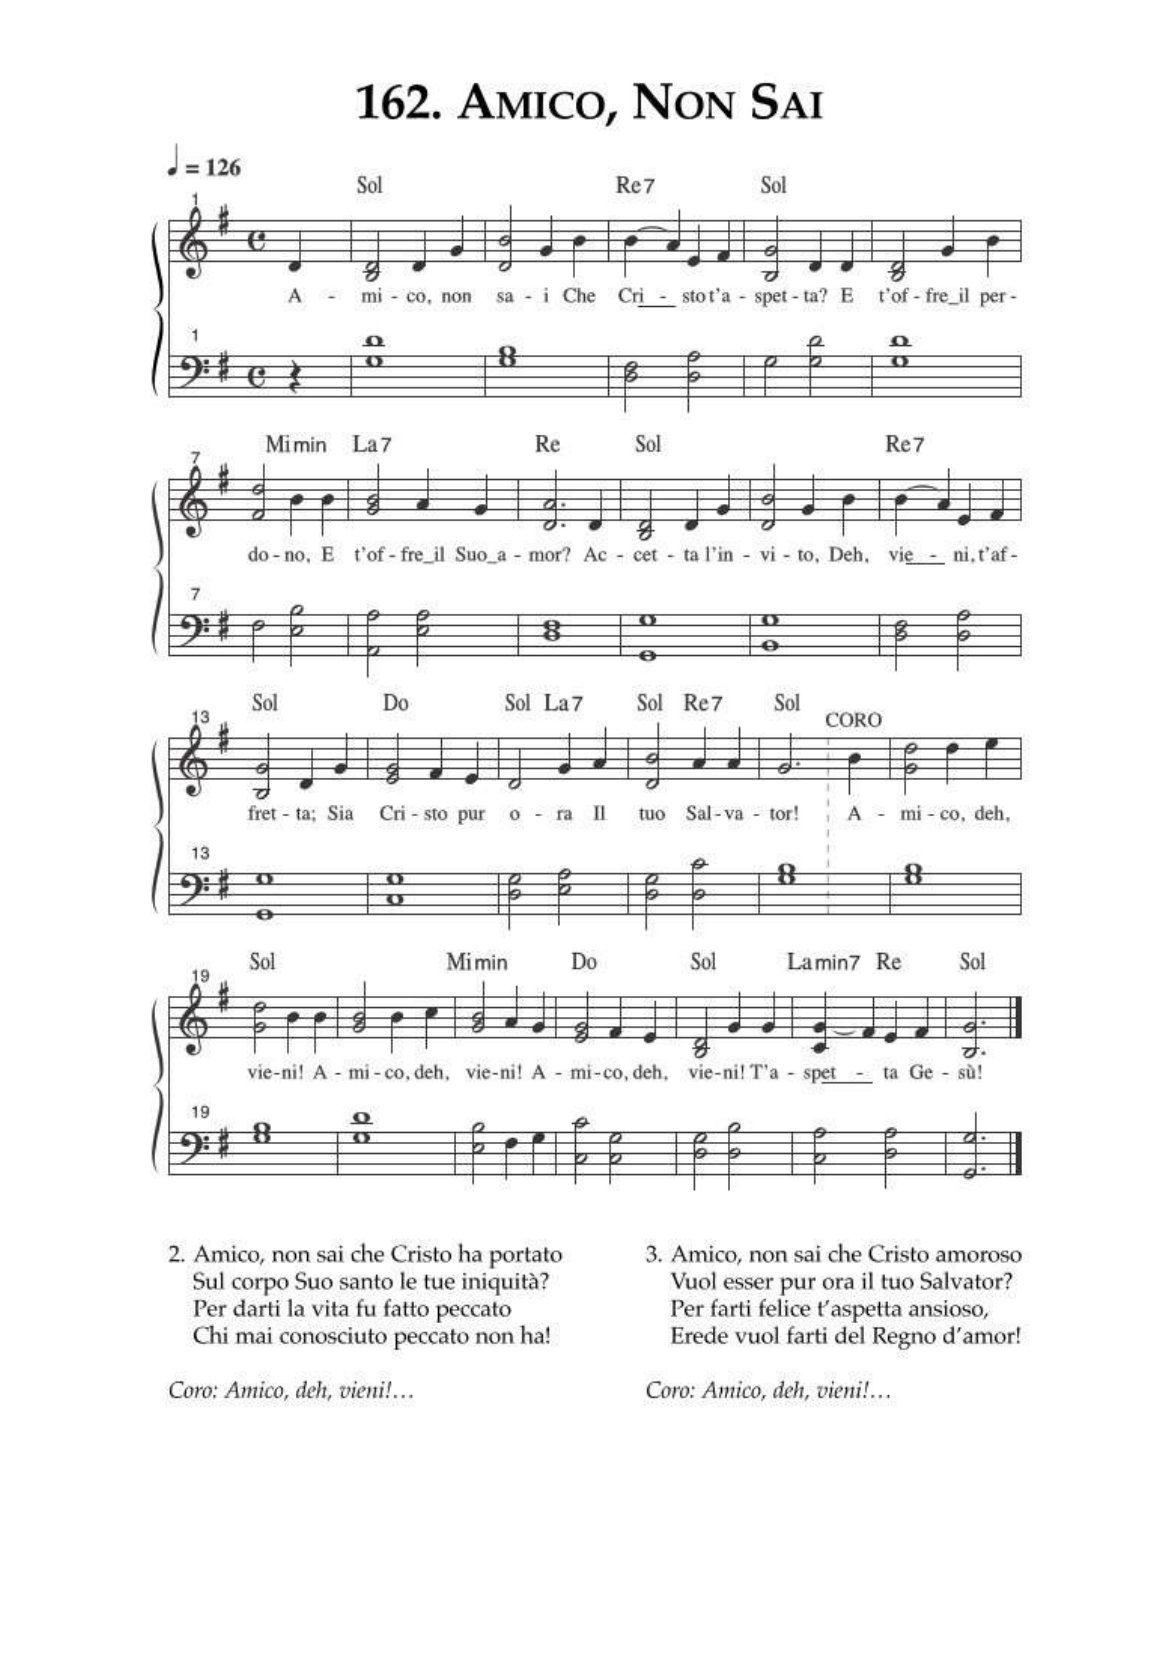 162. AMICO, NON SAI
♩ = 126
Sol Re7 Sol
1
A - mi - co, non sa - i Che Cri - sto t'a - spet - ta? E t'of - fre_il per -
1
Mi min La7 Re Sol Re7
7
do - no, E t'of - fre_il Suo_a - mor? Ac - cet - ta l'in - vi - to, Deh, vie - ni, t'af -
7
Sol Do Sol La7 Sol Re7 Sol
13 CORO
fret - ta; Sia Cri - sto pur o - ra Il tuo Sal - va - tor! A - mi - co, deh,
13
Sol Mi min Do Sol La min7 Re Sol
19
vie - ni! A - mi - co, deh, vie - ni! A - mi - co, deh, vie - ni! T'a - spet - ta Ge - sù!
19
2. Amico, non sai che Cristo ha portato
Sul corpo Suo santo le tue iniquità?
Per darti la vita fu fatto peccato
Chi mai conosciuto peccato non ha!
Coro: Amico, deh, vieni!…
3. Amico, non sai che Cristo amoroso
Vuol esser pur ora il tuo Salvator?
Per farti felice t'aspetta ansioso,
Erede vuol farti del Regno d'amor!
Coro: Amico, deh, vieni!…